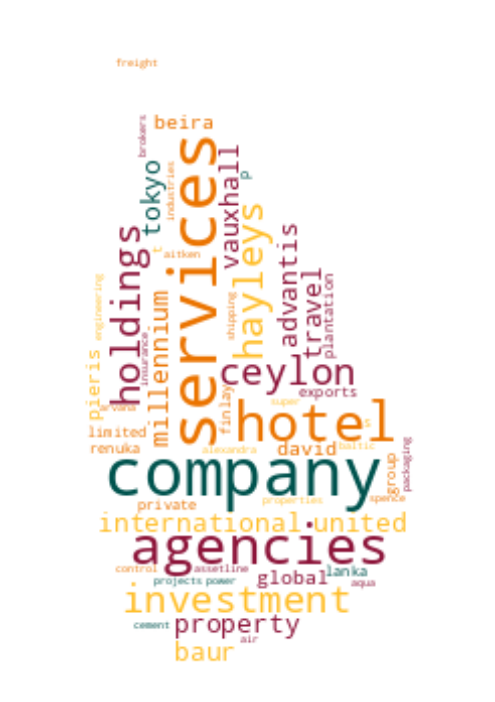 freight
brokers
beira
services
tokyo
industries
vauxhall
p
hayleys
t
aitken
holdings
advantis
travel
plantation
engineering
millennium
shipping
insurance
pieris
ceylon
exports
arvana
finlay
super
hotel
s
limited
renuka
alexandra
david
baltic
group
packaging
company
spence
private
properties
international
united
agencies
control
assetline
lanka
projects
power
global
aqua
investment
cement
property
air
baur